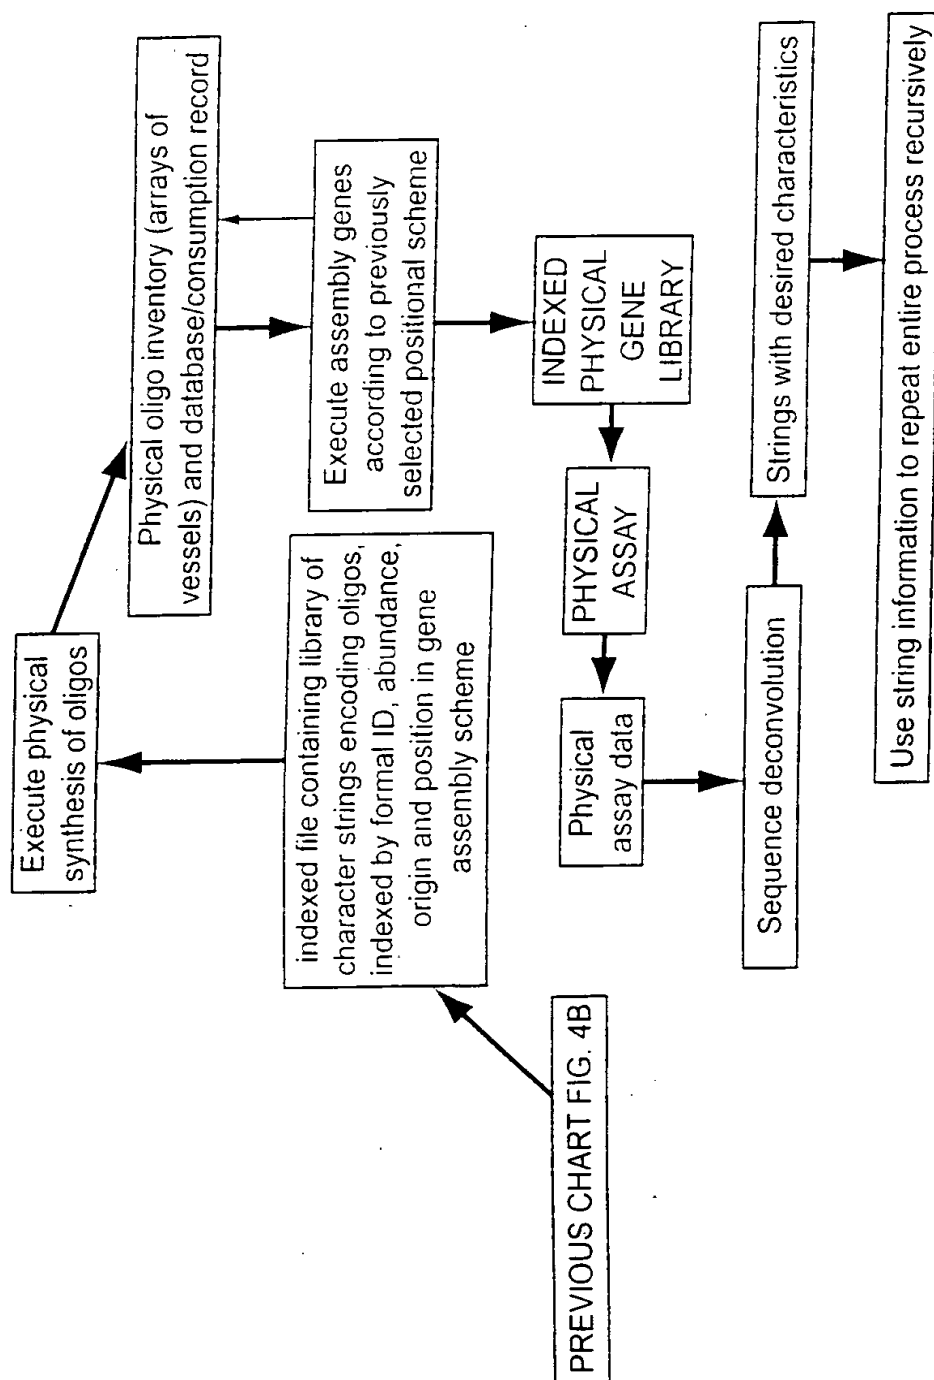 Execute physical
synthesis of oligos
Physical oligo inventory (arrays of
vessels) and database/consumption record
indexed file containing library of
character strings encoding oligos,
indexed by formal ID, abundance,
origin and position in gene
assembly scheme
Execute assembly genes
according to previously
selected positional scheme
PREVIOUS CHART FIG. 4B
INDEXED
PHYSICAL
GENE
LIBRARY
PHYSICAL
ASSAY
Physical
assay data
Sequence deconvolution
Strings with desired characteristics
Use string information to repeat entire process recursively